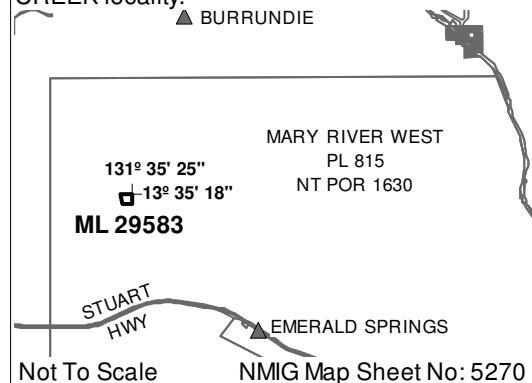 CREEK locality.
BURRUNDIE
MARY RIVER WEST
PL 815
NT POR 1630
131º 35' 25"
13º 35' 18"
ML 29583
STUART
HWY
EMERALD SPRINGS
Not To Scale
NMIG Map Sheet No: 5270